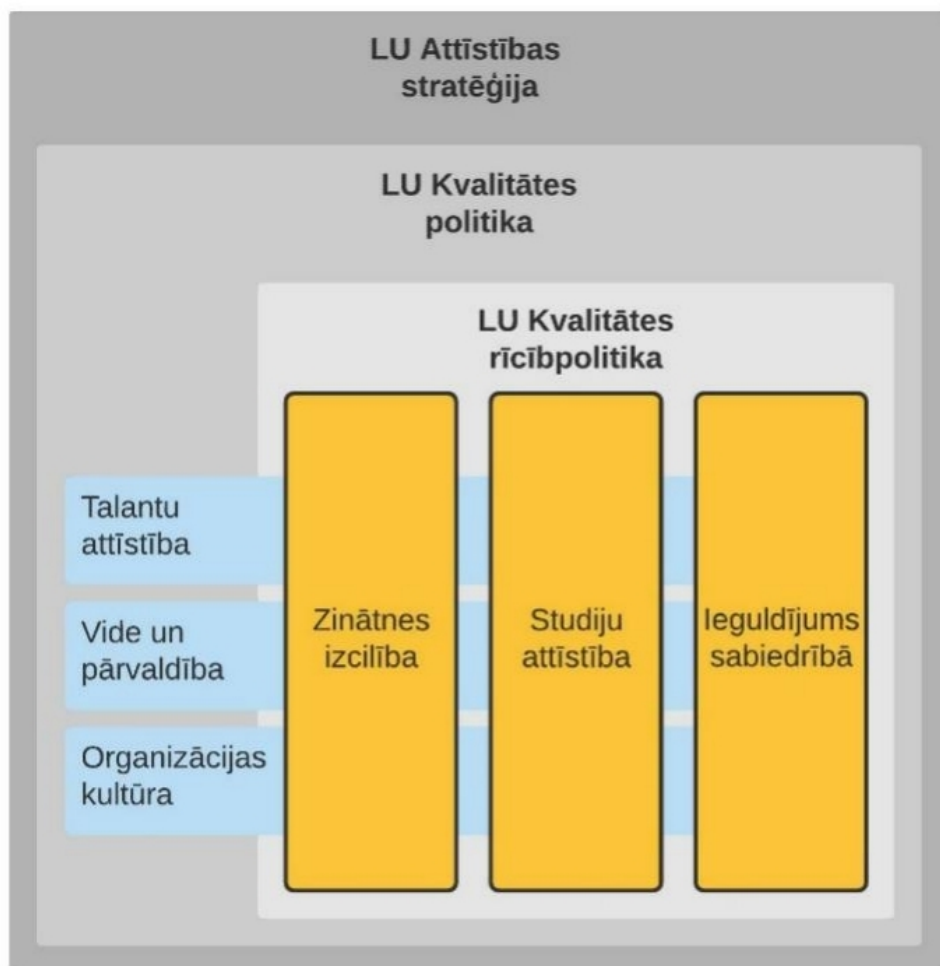 LU Attīstības
stratēģija
LU Kvalitātes
politika
LU Kvalitātes
rīcībpolitika
Talantu
attīstība
Vide un
pārvaldība
Organizācijas
kultūra
Zinātnes
izcilība
Studiju
attīstība
Ieguldījums
sabiedrībā